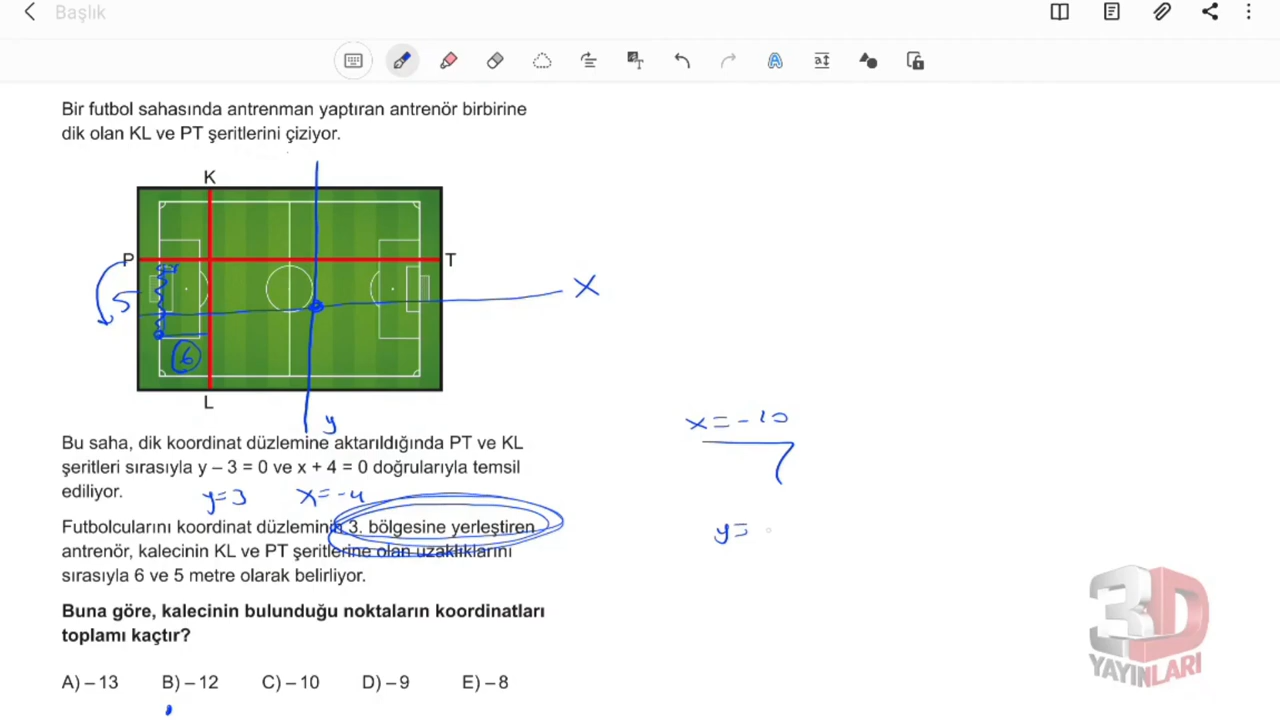 Başlık
Bir futbol sahasında antrenman yaptıran antrenör birbirine
dik olan KL ve PT şeritlerini çiziyor.
K
P
T
X
5
6
L
y
Bu saha, dik koordinat düzlemine aktarıldığında PT ve KL
şeritleri sırasıyla y – 3 = 0 ve x + 4 = 0 doğrularıyla temsil
ediliyor.
y=3 x=-4
Futbolcularını koordinat düzleminin 3. bölgesine yerleştiren
antrenör, kalecinin KL ve PT şeritlerine olan uzaklıklarını
sırasıyla 6 ve 5 metre olarak belirliyor.
Buna göre, kalecinin bulunduğu noktaların koordinatları
toplamı kaçtır?
A) –13 B) –12 C) –10 D) –9 E) –8
x=-10
y=
3D
YAYINLARI